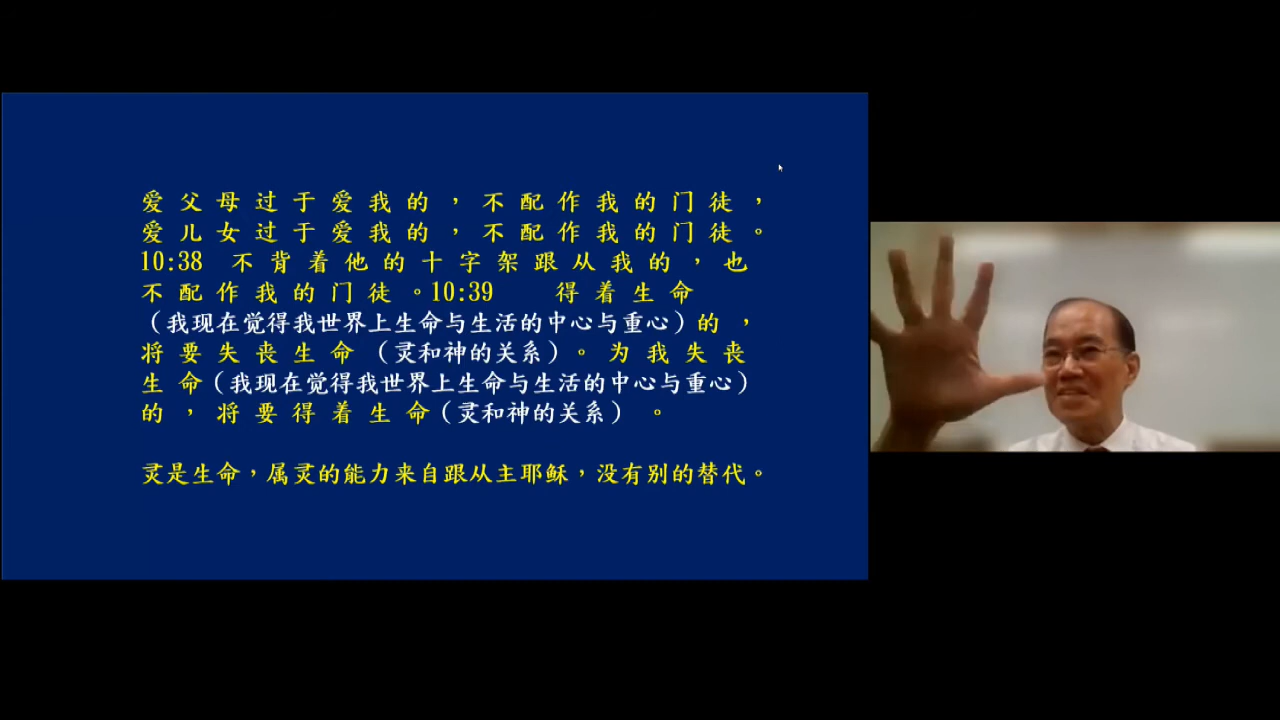 爱父母过于爱我的，不配作我的门徒，
爱儿女过于爱我的，不配作我的门徒。
10:38 不背着他的十字架跟从我的，也
不配作我的门徒。10:39 得着生命
（我现在觉得我世界上生命与生活的中心与重心）的，
将要失丧生命（灵和神的关系）。为我失丧
生命（我现在觉得我世界上生命与生活的中心与重心）
的，将要得着生命（灵和神的关系）。
灵是生命，属灵的能力来自跟从主耶稣，没有别的替代。